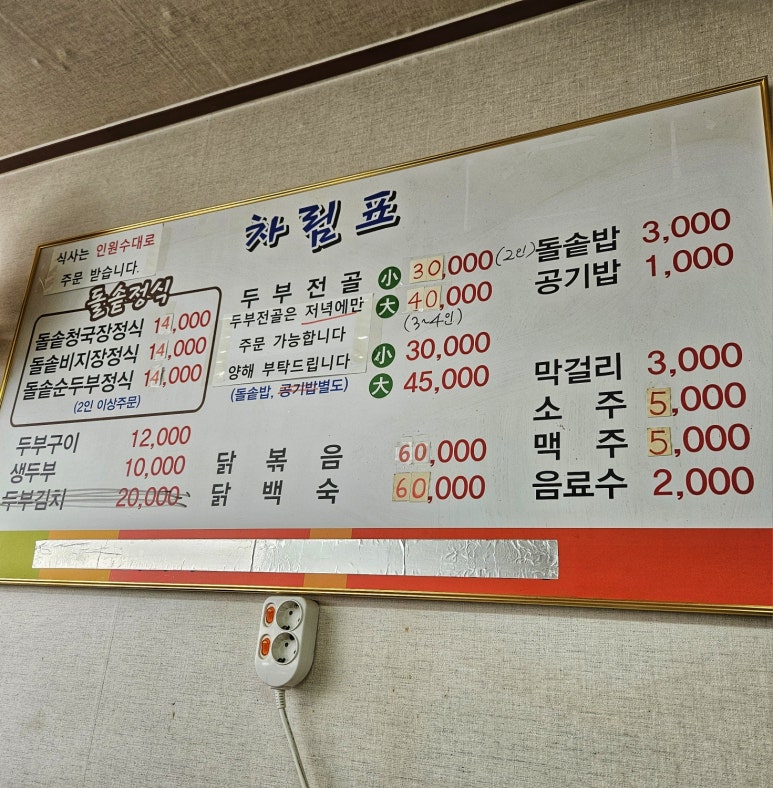 차림표
식사는 인원수대로
주문 받습니다.
돌솥정식
돌솥청국장정식 14,000
돌솥비지장정식 14,000
돌솥순두부정식 14,000
(2인 이상주문)
두부구이 12,000
생두부 10,000
두부김치 20,000
두부전골 小 30,000 (2인)
大 40,000
(3~4인)
두부전골은 저녁에만
주문 가능합니다
양해 부탁드립니다
小 30,000
大 45,000
(돌솥밥, 공기밥별도)
닭볶음 60,000
닭백숙 60,000
돌솥밥 3,000
공기밥 1,000
막걸리 3,000
소주 5,000
맥주 5,000
음료수 2,000